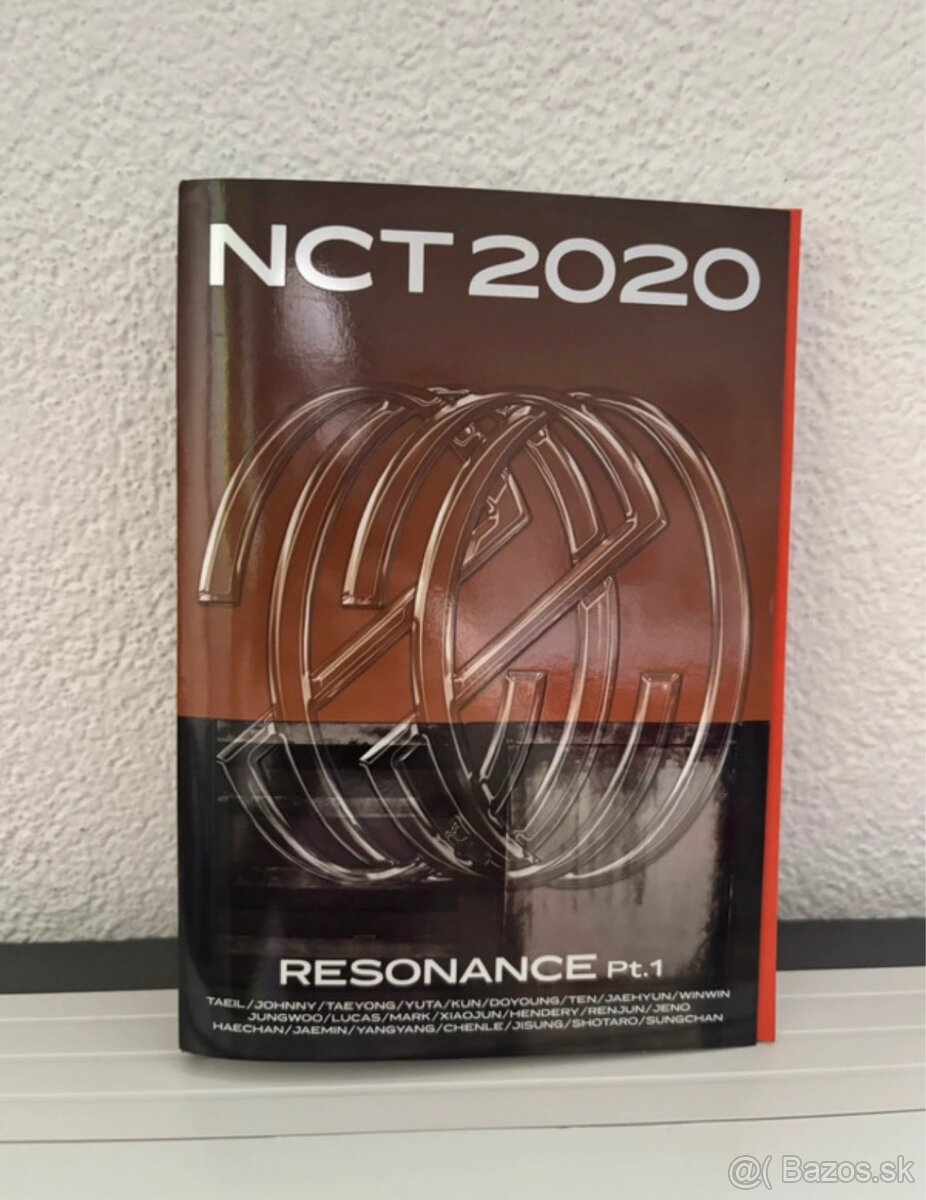 NCT 2020
RESONANCE Pt.1
TAEIL/JOHNNY/TAEYONG/YUTA/KUN/DOYOUNG/TEN/JAEHYUN/WINWIN
JUNGWOO/LUCAS/MARK/XIAOJUN/HENDERY/RENJUN/JENO
HAECHAN/JAEMIN/YANGYANG/CHENLE/JISUNG/SHOTARO/SUNGCHAN
@( Bazos.sk